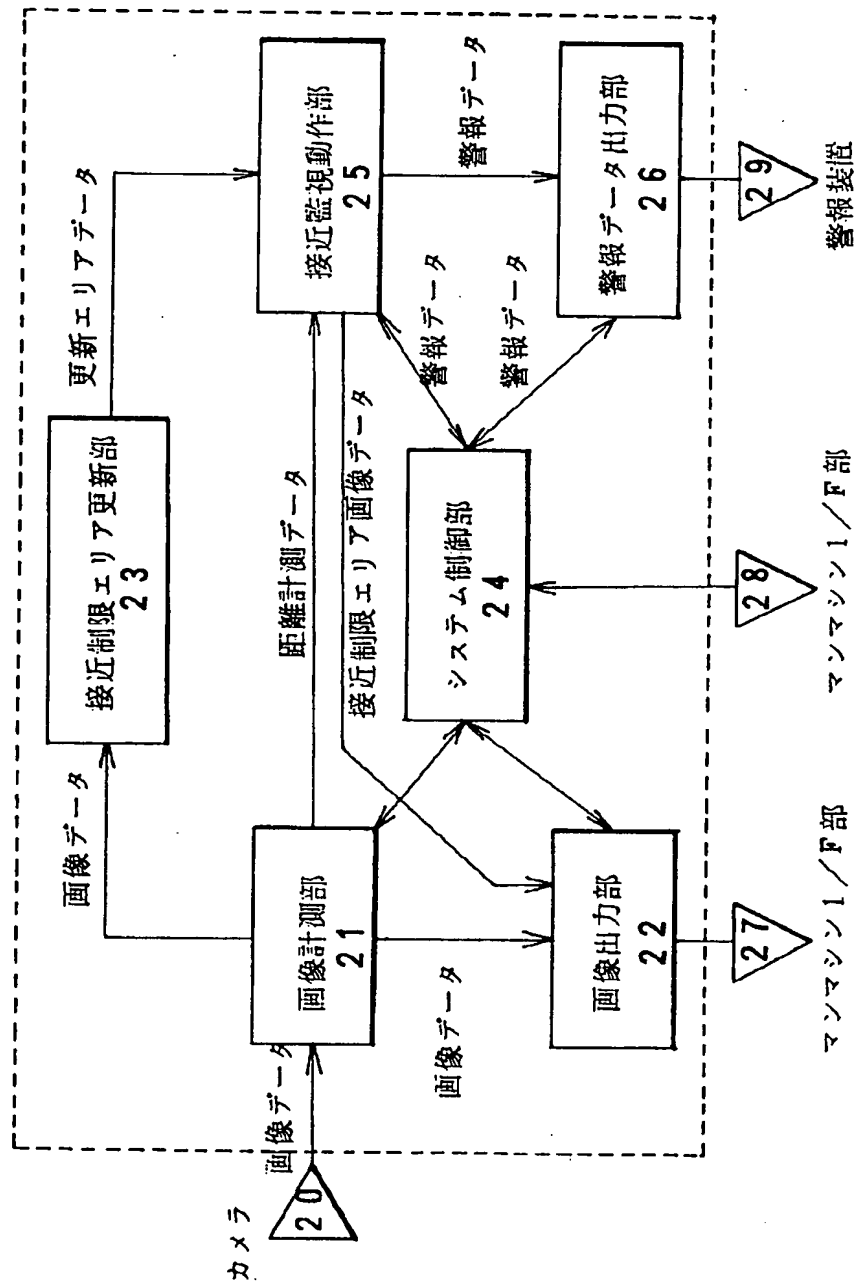 カメラ
20
画像データ
画像計測部
21
画像データ
接近制限エリア更新部
23
更新エリアデータ
距離計測データ
接近制限エリア画像データ
接近監視動作部
25
警報データ
警報データ
警報データ
システム制御部
24
画像データ
画像出力部
22
警報データ出力部
26
27
マンマシン1/F部
28
マンマシン1/F部
29
警報装置